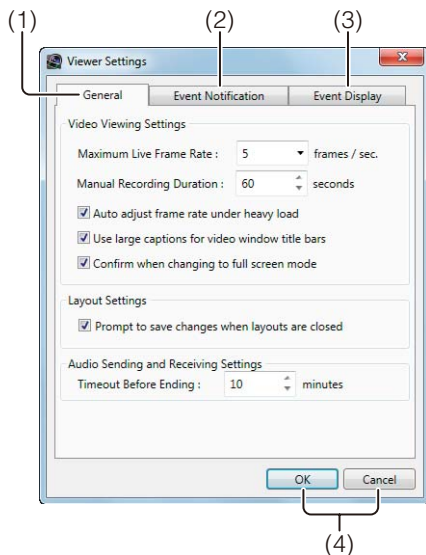 (1) (2) (3)
Viewer Settings
General Event Notification Event Display
Video Viewing Settings
Maximum Live Frame Rate : 5 frames / sec.
Manual Recording Duration : 60 seconds
Auto adjust frame rate under heavy load
Use large captions for video window title bars
Confirm when changing to full screen mode
Layout Settings
Prompt to save changes when layouts are closed
Audio Sending and Receiving Settings
Timeout Before Ending : 10 minutes
OK Cancel
(4)